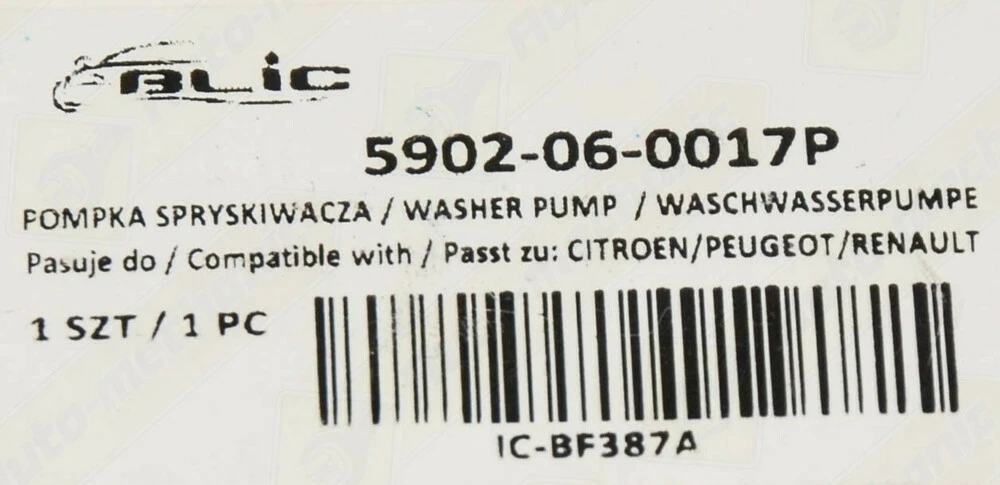 BLiC
5902-06-0017P
POMPKA SPRYSKIWACZA / WASHER PUMP / WASCHWASSERPUMPE
Pasuje do / Compatible with / Passt zu: CITROEN/PEUGEOT/RENAULT
1 SZT / 1 PC
IC-BF387A